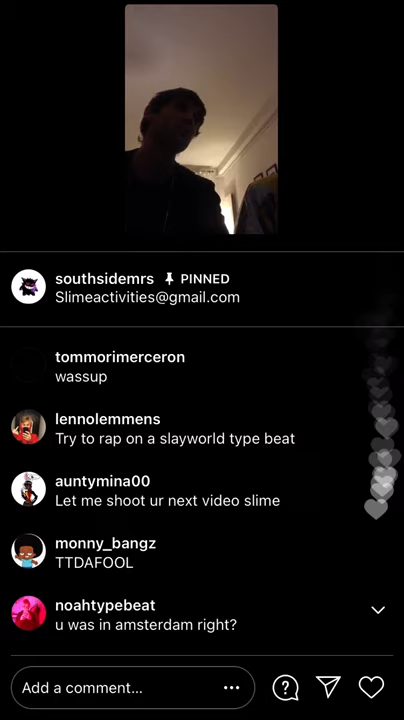 southsidemrs PINNED
Slimeactivities@gmail.com
tommorimerceron
wassup
lennolemmens
Try to rap on a slayworld type beat
auntymina00
Let me shoot ur next video slime
monny_bangz
TTDAFOOL
noahtypebeat
u was in amsterdam right?
Add a comment...